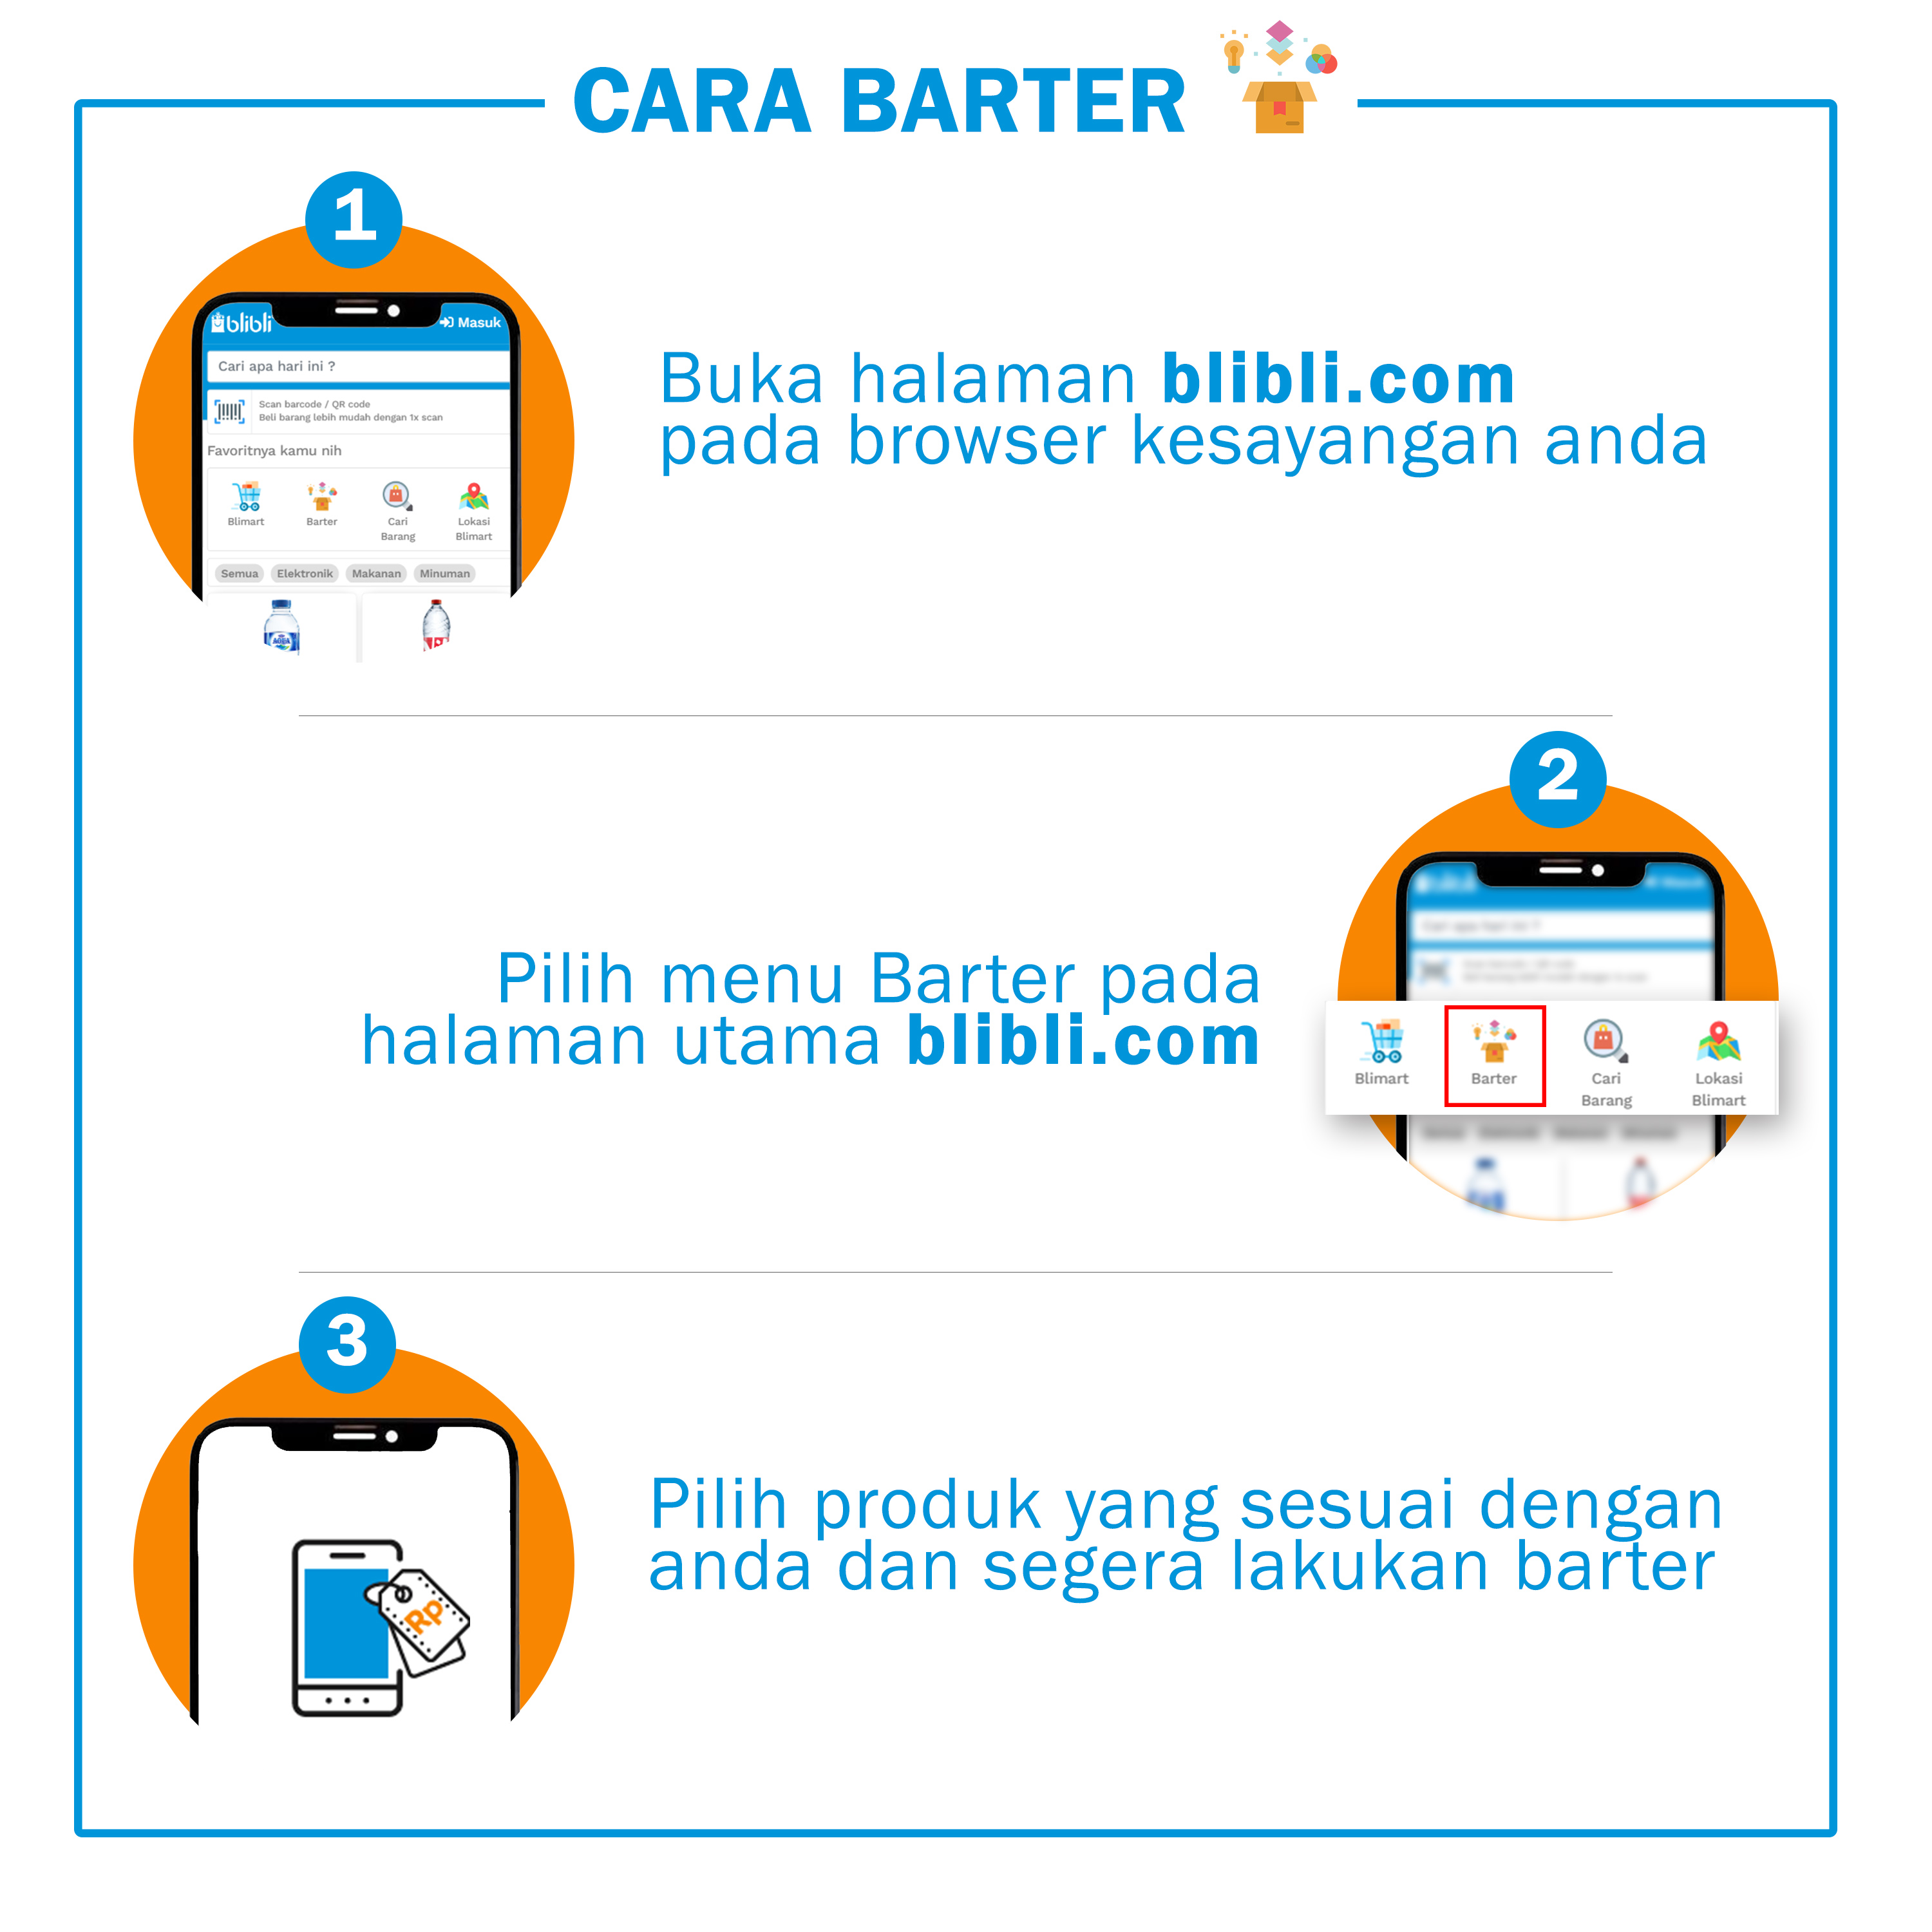 CARA BARTER
1
blibli
Masuk
Cari apa hari ini ?
Scan barcode / QR code
Beli barang lebih mudah dengan 1x scan
Favoritnya kamu nih
Blimart Barter Cari Lokasi
Barang Blimart
Semua Elektronik Makanan Minuman
AQUA
Buka halaman blibli.com
pada browser kesayangan anda
2
Pilih menu Barter pada
halaman utama blibli.com
Blimart Barter Cari Lokasi
Barang Blimart
3
Rp
Pilih produk yang sesuai dengan
anda dan segera lakukan barter